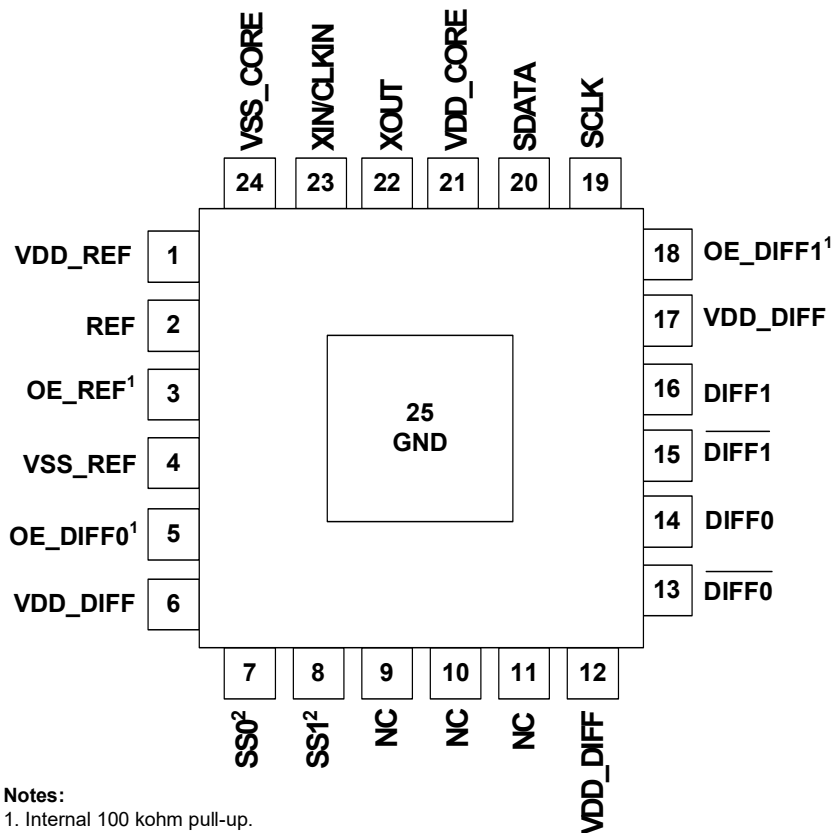 VSS_CORE
XIN/CLKIN
XOUT
VDD_CORE
SDATA
SCLK
24
23
22
21
20
19
VDD_REF 1
REF 2
OE_REF¹ 3
VSS_REF 4
OE_DIFF0¹ 5
VDD_DIFF 6
25
GND
18 OE_DIFF1¹
17 VDD_DIFF
16 DIFF1
15 D̅I̅F̅F̅1̅
14 DIFF0
13 D̅I̅F̅F̅0̅
7
8
9
10
11
12
SS0²
SS1²
NC
NC
NC
VDD_DIFF
Notes:
1. Internal 100 kohm pull-up.